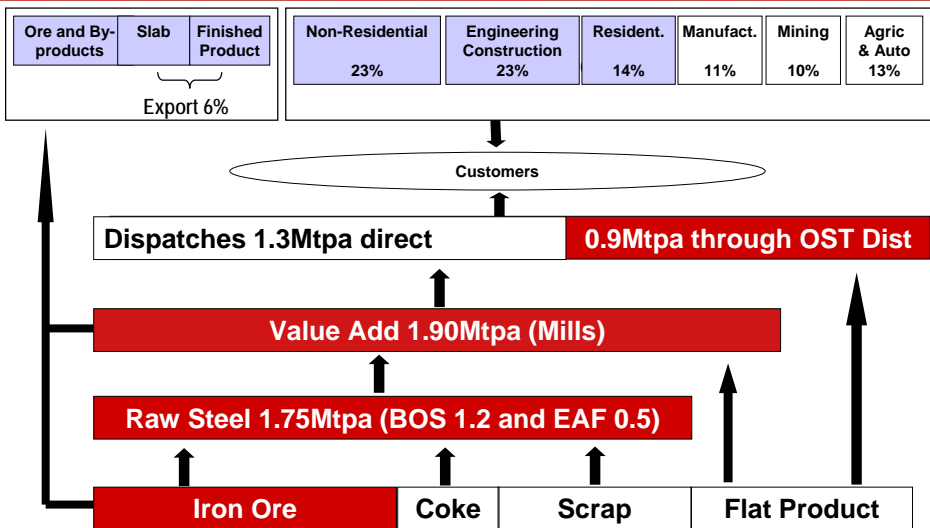 Ore and By-
products
Slab
Finished
Product
Export 6%
Non-Residential
23%
Engineering
Construction
23%
Resident.
14%
Manufact.
11%
Mining
10%
Agric
& Auto
13%
Customers
Dispatches 1.3Mtpa direct
0.9Mtpa through OST Dist
Value Add 1.90Mtpa (Mills)
Raw Steel 1.75Mtpa (BOS 1.2 and EAF 0.5)
Iron Ore
Coke
Scrap
Flat Product